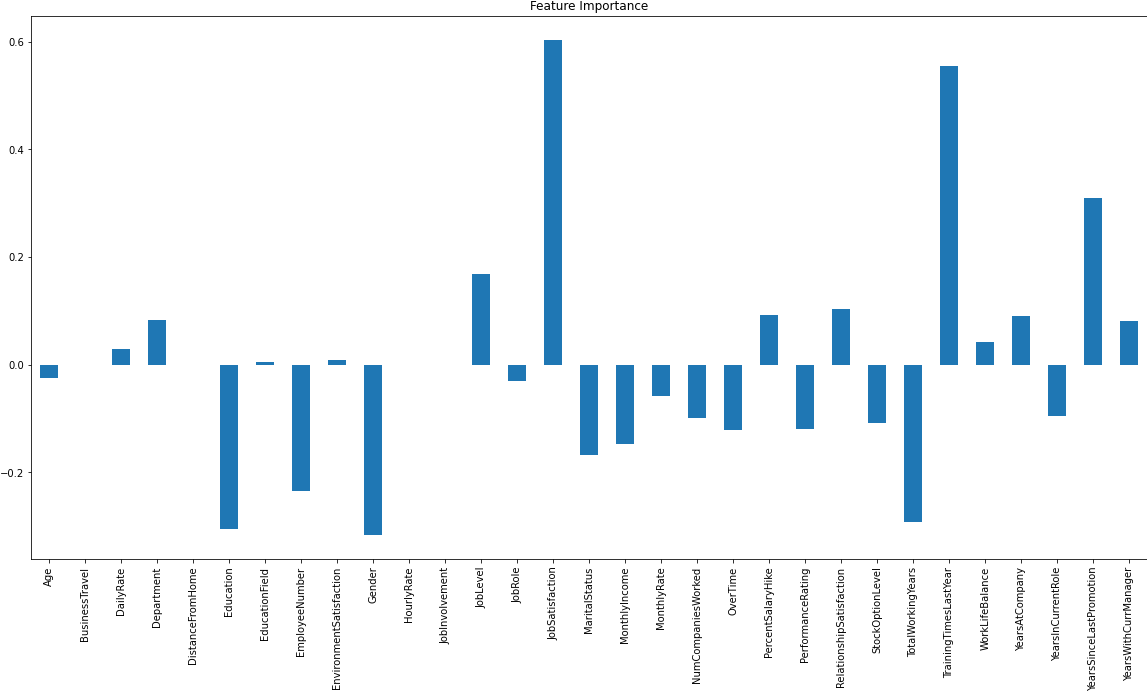 Feature Importance
0.6
0.4
0.2
0.0
−0.2
Age
BusinessTravel
DailyRate
Department
DistanceFromHome
Education
EducationField
EmployeeNumber
EnvironmentSatisfaction
Gender
HourlyRate
JobInvolvement
JobLevel
JobRole
JobSatisfaction
MaritalStatus
MonthlyIncome
MonthlyRate
NumCompaniesWorked
OverTime
PercentSalaryHike
PerformanceRating
RelationshipSatisfaction
StockOptionLevel
TotalWorkingYears
TrainingTimesLastYear
WorkLifeBalance
YearsAtCompany
YearsInCurrentRole
YearsSinceLastPromotion
YearsWithCurrManager